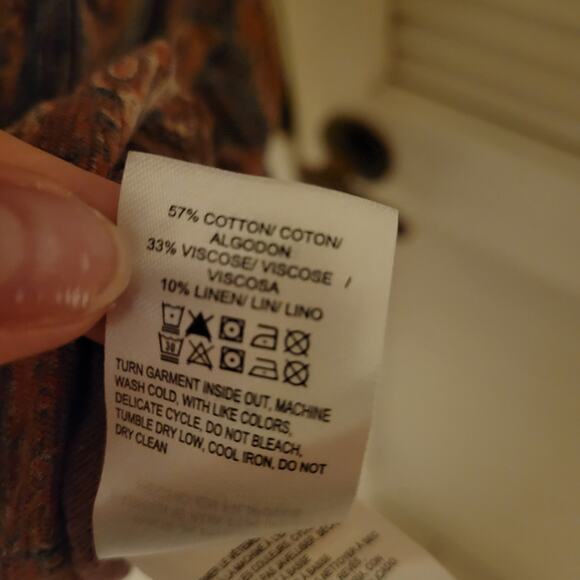 57% COTTON/ COTON/
ALGODON
33% VISCOSE/ VISCOSE /
VISCOSA
10% LINEN/ LIN/ LINO
30
TURN GARMENT INSIDE OUT, MACHINE
WASH COLD, WITH LIKE COLORS,
DELICATE CYCLE, DO NOT BLEACH,
TUMBLE DRY LOW, COOL IRON, DO NOT
DRY CLEAN